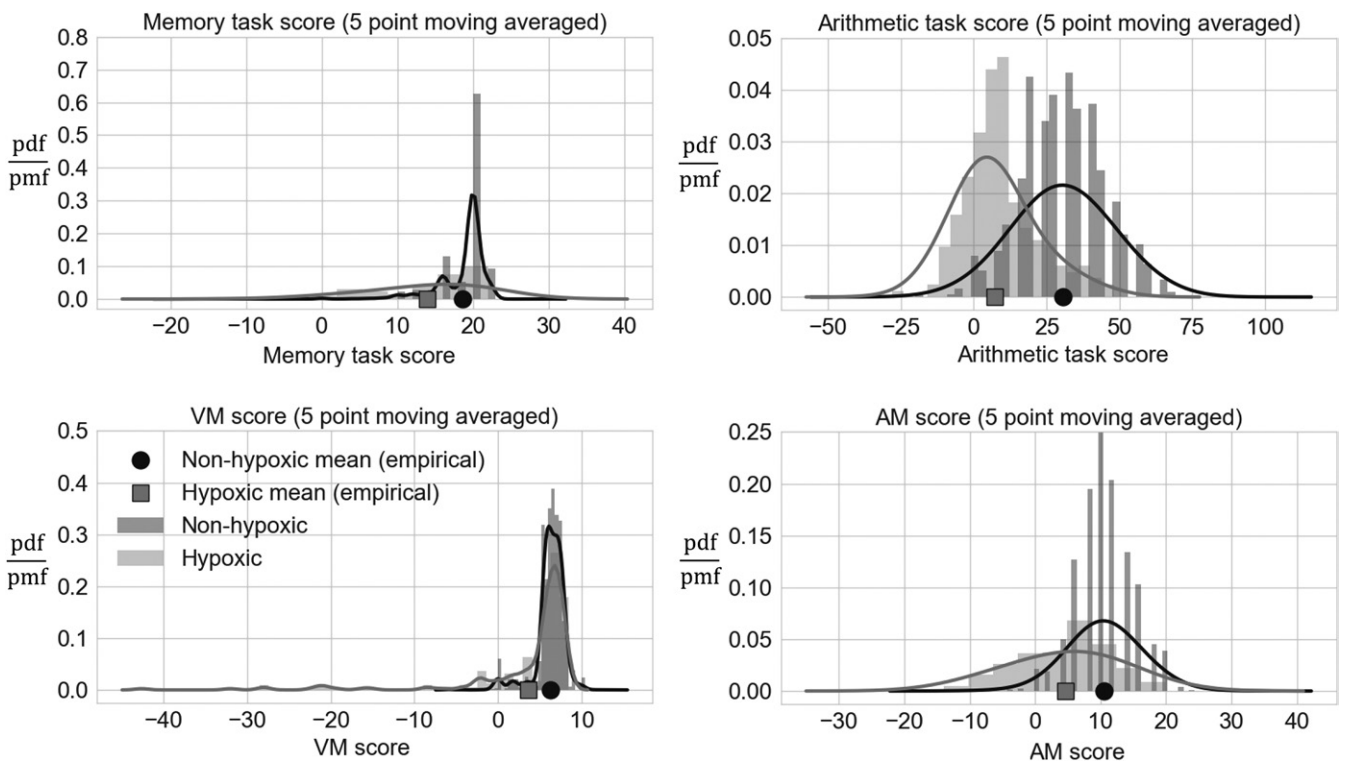 Memory task score (5 point moving averaged)
0.8
0.7
0.6
0.5
0.4
0.3
0.2
0.1
0.0
pdf
pmf
−20 −10 0 10 20 30 40
Memory task score
Arithmetic task score (5 point moving averaged)
0.05
0.04
0.03
0.02
0.01
0.00
pdf
pmf
−50 −25 0 25 50 75 100
Arithmetic task score
VM score (5 point moving averaged)
0.5
0.4
0.3
0.2
0.1
0.0
pdf
pmf
Non-hypoxic mean (empirical)
Hypoxic mean (empirical)
Non-hypoxic
Hypoxic
−40 −30 −20 −10 0 10
VM score
AM score (5 point moving averaged)
0.25
0.20
0.15
0.10
0.05
0.00
pdf
pmf
−30 −20 −10 0 10 20 30 40
AM score